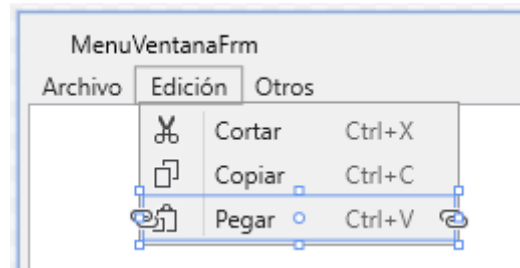 MenuVentanaFrm
Archivo Edición Otros
Cortar Ctrl+X
Copiar Ctrl+C
Pegar Ctrl+V